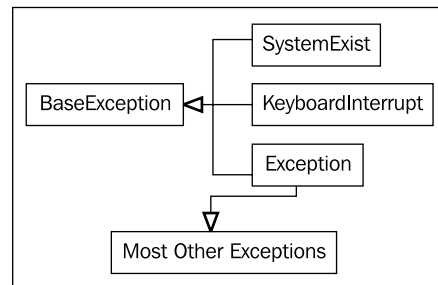 SystemExist
BaseException
KeyboardInterrupt
Exception
Most Other Exceptions